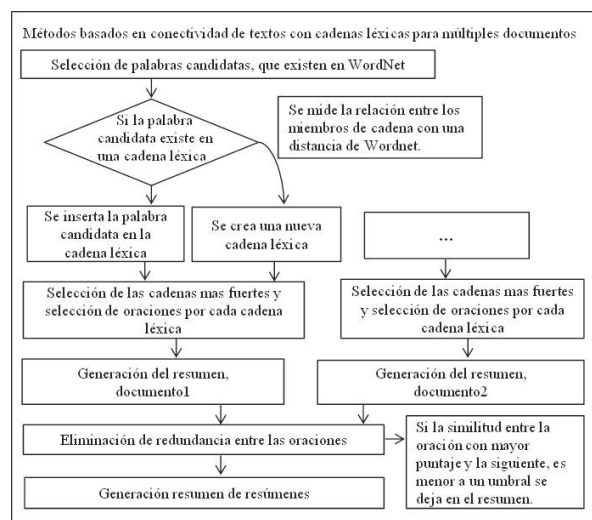 Métodos basados en conectividad de textos con cadenas léxicas para múltiples documentos
Selección de palabras candidatas, que existen en WordNet
Si la palabra
candidata existe en
una cadena léxica
Se mide la relación entre los
miembros de cadena con una
distancia de Wordnet.
Se inserta la palabra
candidata en la
cadena léxica
Se crea una nueva
cadena léxica
...
Selección de las cadenas mas fuertes y
selección de oraciones por cada cadena
léxica
Selección de las cadenas mas fuertes
y selección de oraciones por cada
cadena léxica
Generación del resumen,
documento1
Generación del resumen,
documento2
Eliminación de redundancia entre las oraciones
Si la similitud entre la
oración con mayor
puntaje y la siguiente, es
menor a un umbral se
deja en el resumen.
Generación resumen de resúmenes